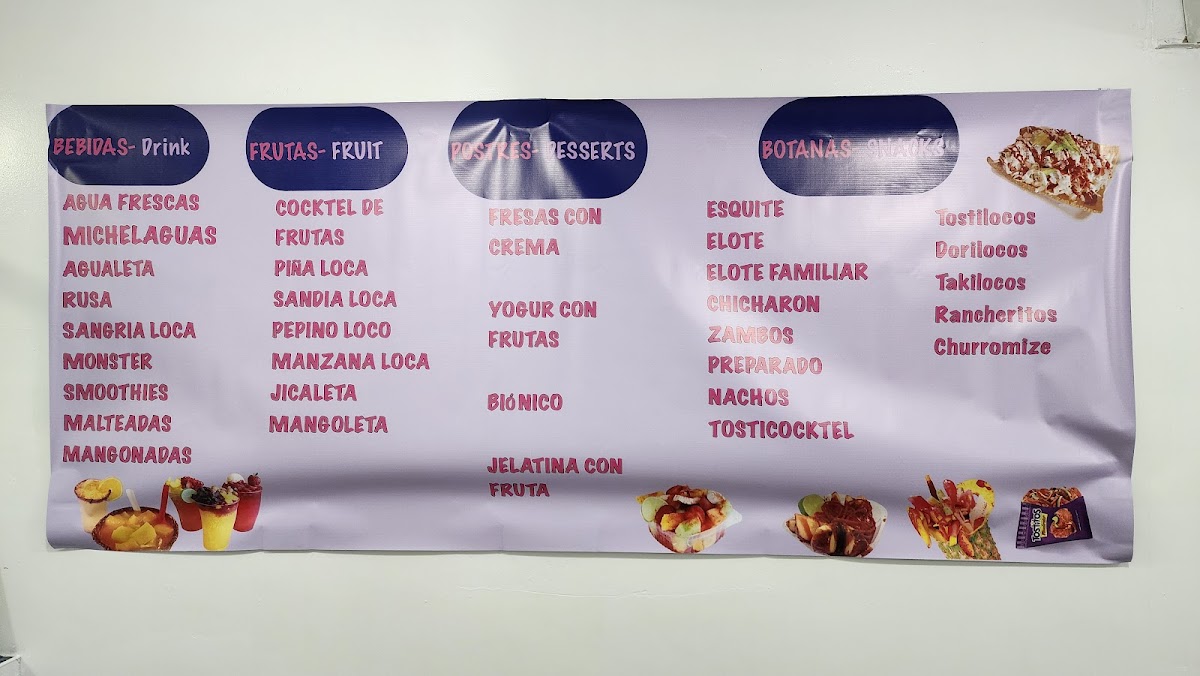 BEBIDAS- Drink
AGUA FRESCAS
MICHELAGUAS
AGUALETA
RUSA
SANGRIA LOCA
MONSTER
SMOOTHIES
MALTEADAS
MANGONADAS
FRUTAS- FRUIT
COCKTEL DE
FRUTAS
PIÑA LOCA
SANDIA LOCA
PEPINO LOCO
MANZANA LOCA
JICALETA
MANGOLETA
POSTRES- DESSERTS
FRESAS CON
CREMA
YOGUR CON
FRUTAS
BIÓNICO
JELATINA CON
FRUTA
BOTANAS- SNACKS
ESQUITE
ELOTE
ELOTE FAMILIAR
CHICHARON
ZAMBOS
PREPARADO
NACHOS
TOSTICOCKTEL
Tostilocos
Dorilocos
Takilocos
Rancheritos
Churromize
Tostitos